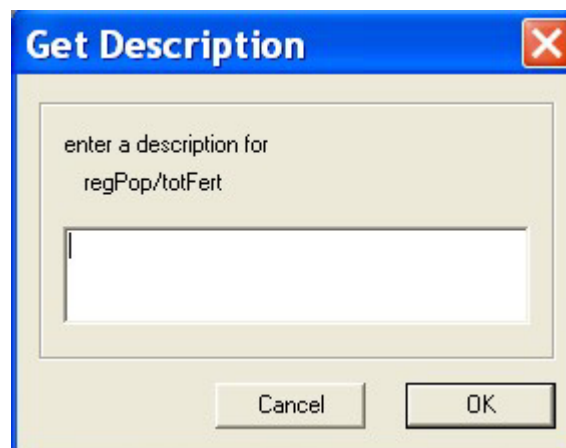 Get Description
enter a description for
regPop/totFert
Cancel
OK